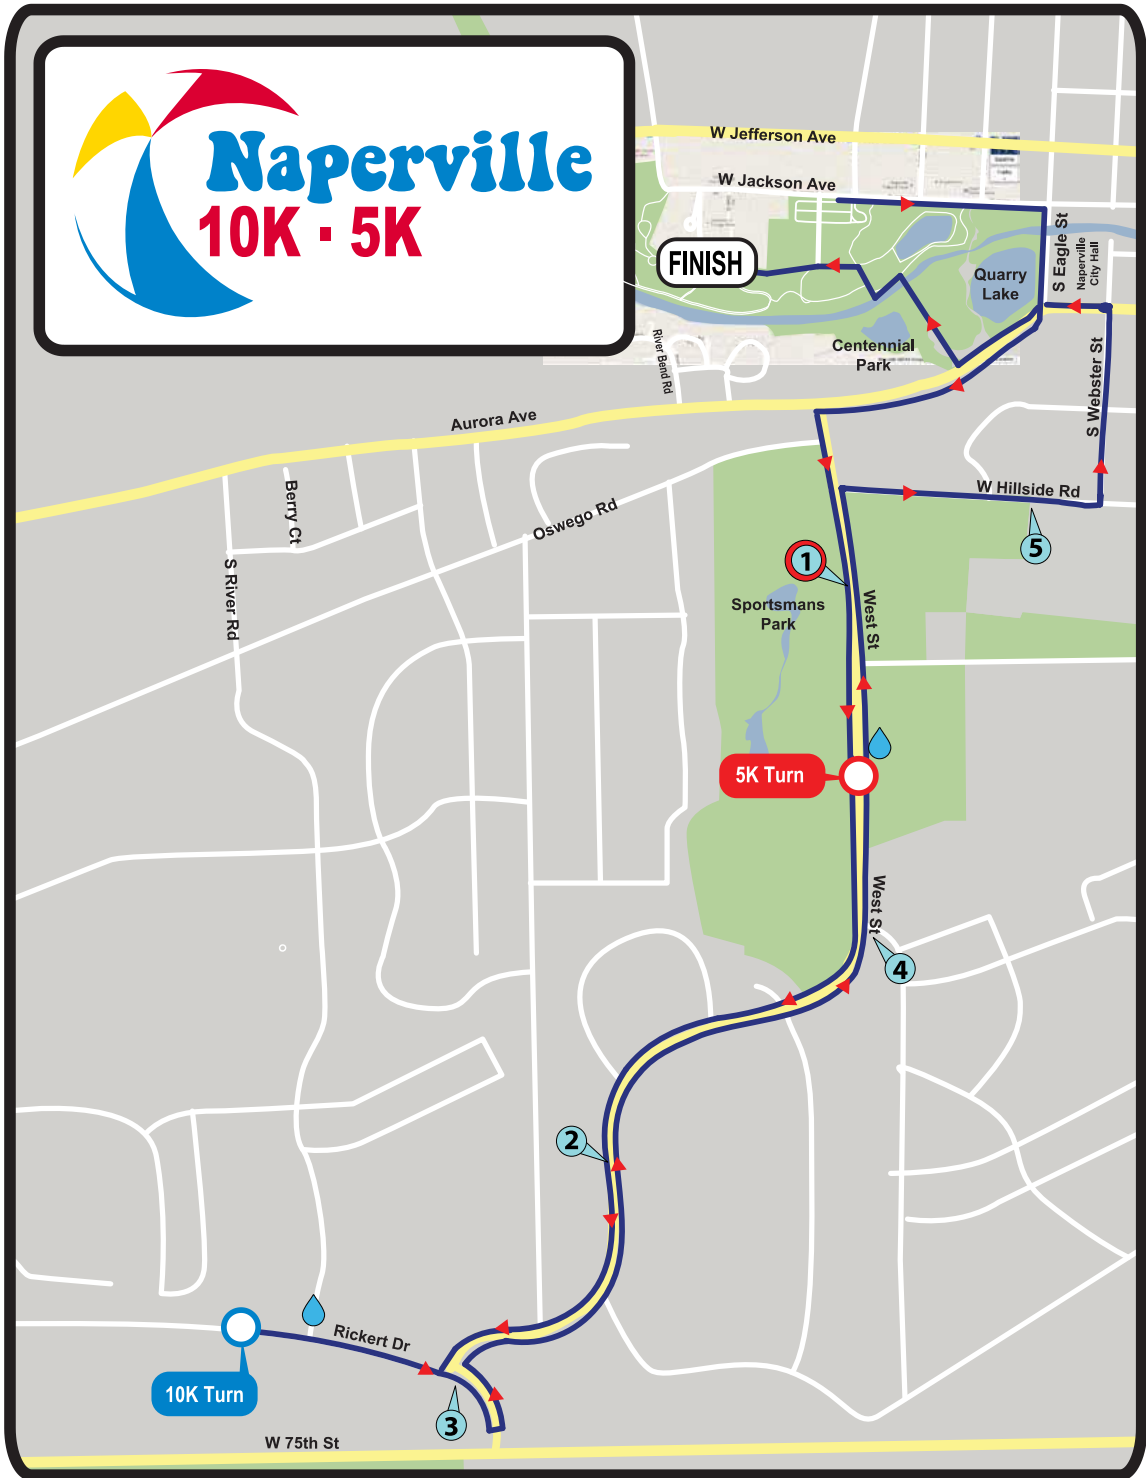 Naperville
10K · 5K
W Jefferson Ave
W Jackson Ave
FINISH
S Eagle St
Naperville
City Hall
Quarry
Lake
Centennial
Park
River Bend Rd
Aurora Ave
S Webster St
W Hillside Rd
5
Berry Ct
Oswego Rd
S River Rd
1
Sportsmans
Park
West St
5K Turn
West St
4
2
Rickert Dr
10K Turn
3
W 75th St